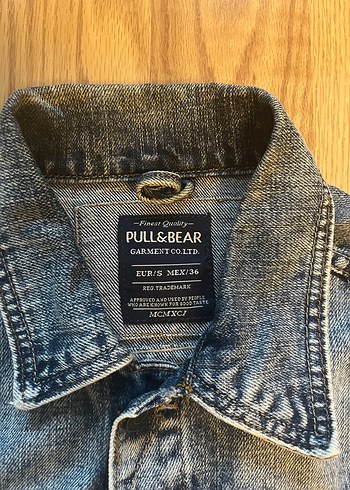 —Finest Quality—
PULL&BEAR
GARMENT CO.LTD.
EUR/S MEX/36
REG.TRADEMARK
APPROVED AND USED BY PEOPLE
WHO ARE KNOWN FOR GOOD TASTE
MCMXCI